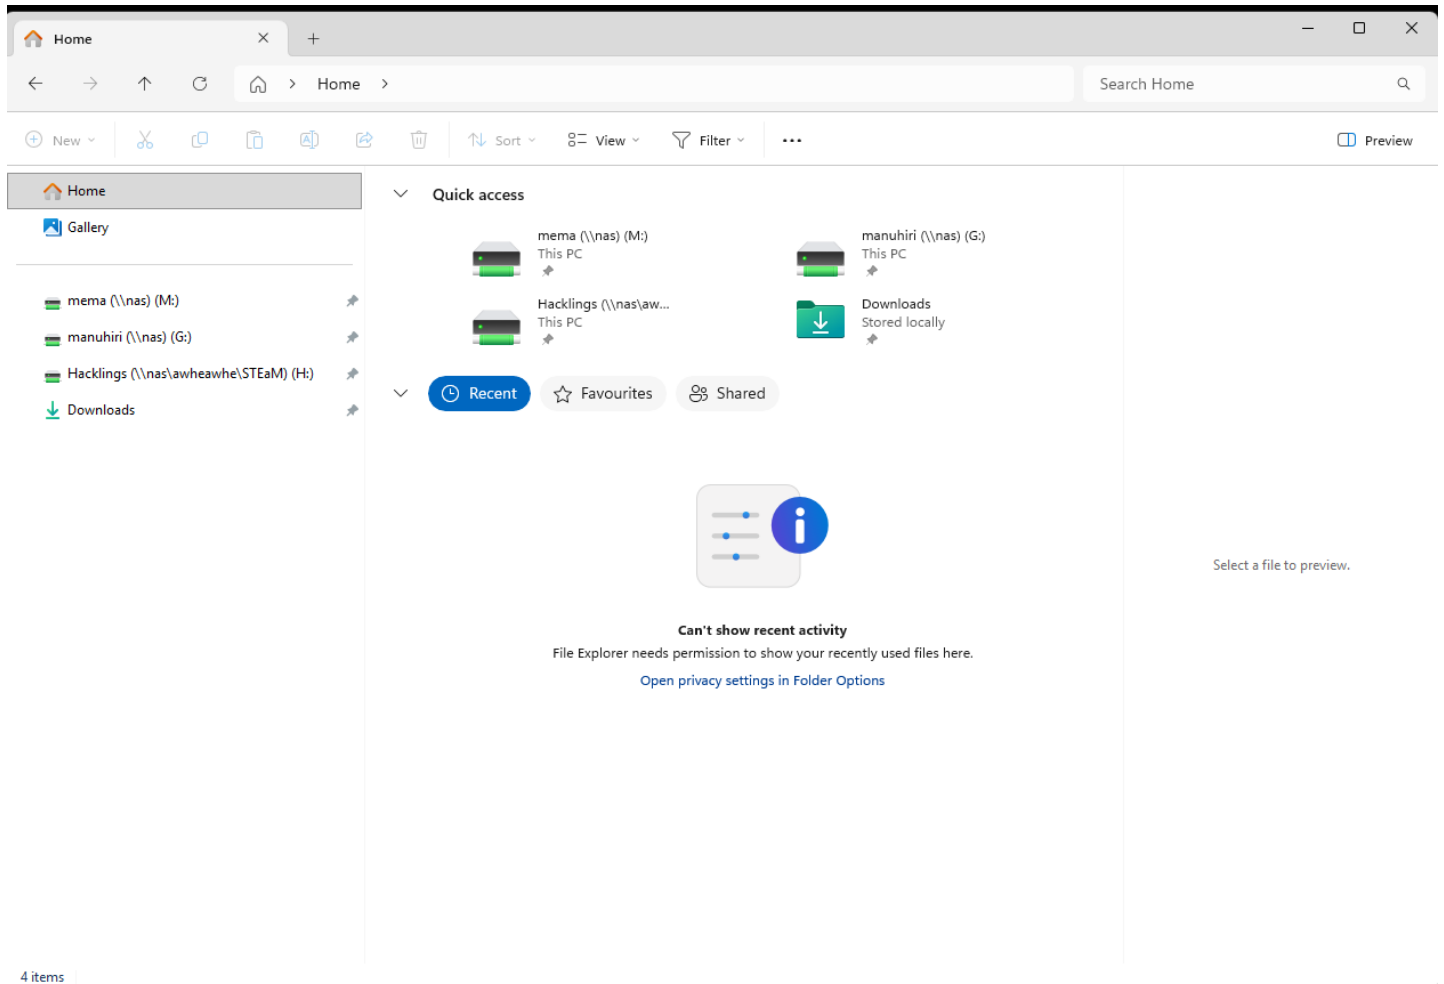 Home
Home
Search Home
New
Sort
View
Filter
Preview
Home
Gallery
mema (\\nas) (M:)
manuhiri (\\nas) (G:)
Hacklings (\\nas\awheawhe\STEaM) (H:)
Downloads
Quick access
mema (\\nas) (M:)
This PC
manuhiri (\\nas) (G:)
This PC
Hacklings (\\nas\aw...
This PC
Downloads
Stored locally
Recent
Favourites
Shared
Can't show recent activity
File Explorer needs permission to show your recently used files here.
Open privacy settings in Folder Options
Select a file to preview.
4 items